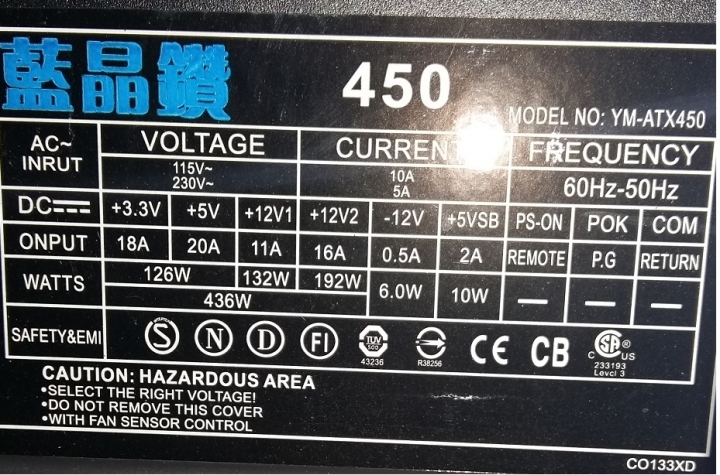 藍晶鑽 450 MODEL NO: YM-ATX450
AC~ INRUT VOLTAGE CURRENT FREQUENCY
115V~ 10A
230V~ 5A 60Hz-50Hz
DC +3.3V +5V +12V1 +12V2 -12V +5VSB PS-ON POK COM
ONPUT 18A 20A 11A 16A 0.5A 2A REMOTE P.G RETURN
WATTS 126W 132W 192W 6.0W 10W — — —
436W
SAFETY&EMI S N D FI TUV 43236 R38256 CE CB C SA US 233193 Level 3
CAUTION: HAZARDOUS AREA
•SELECT THE RIGHT VOLTAGE!
•DO NOT REMOVE THIS COVER
•WITH FAN SENSOR CONTROL
CO133XD